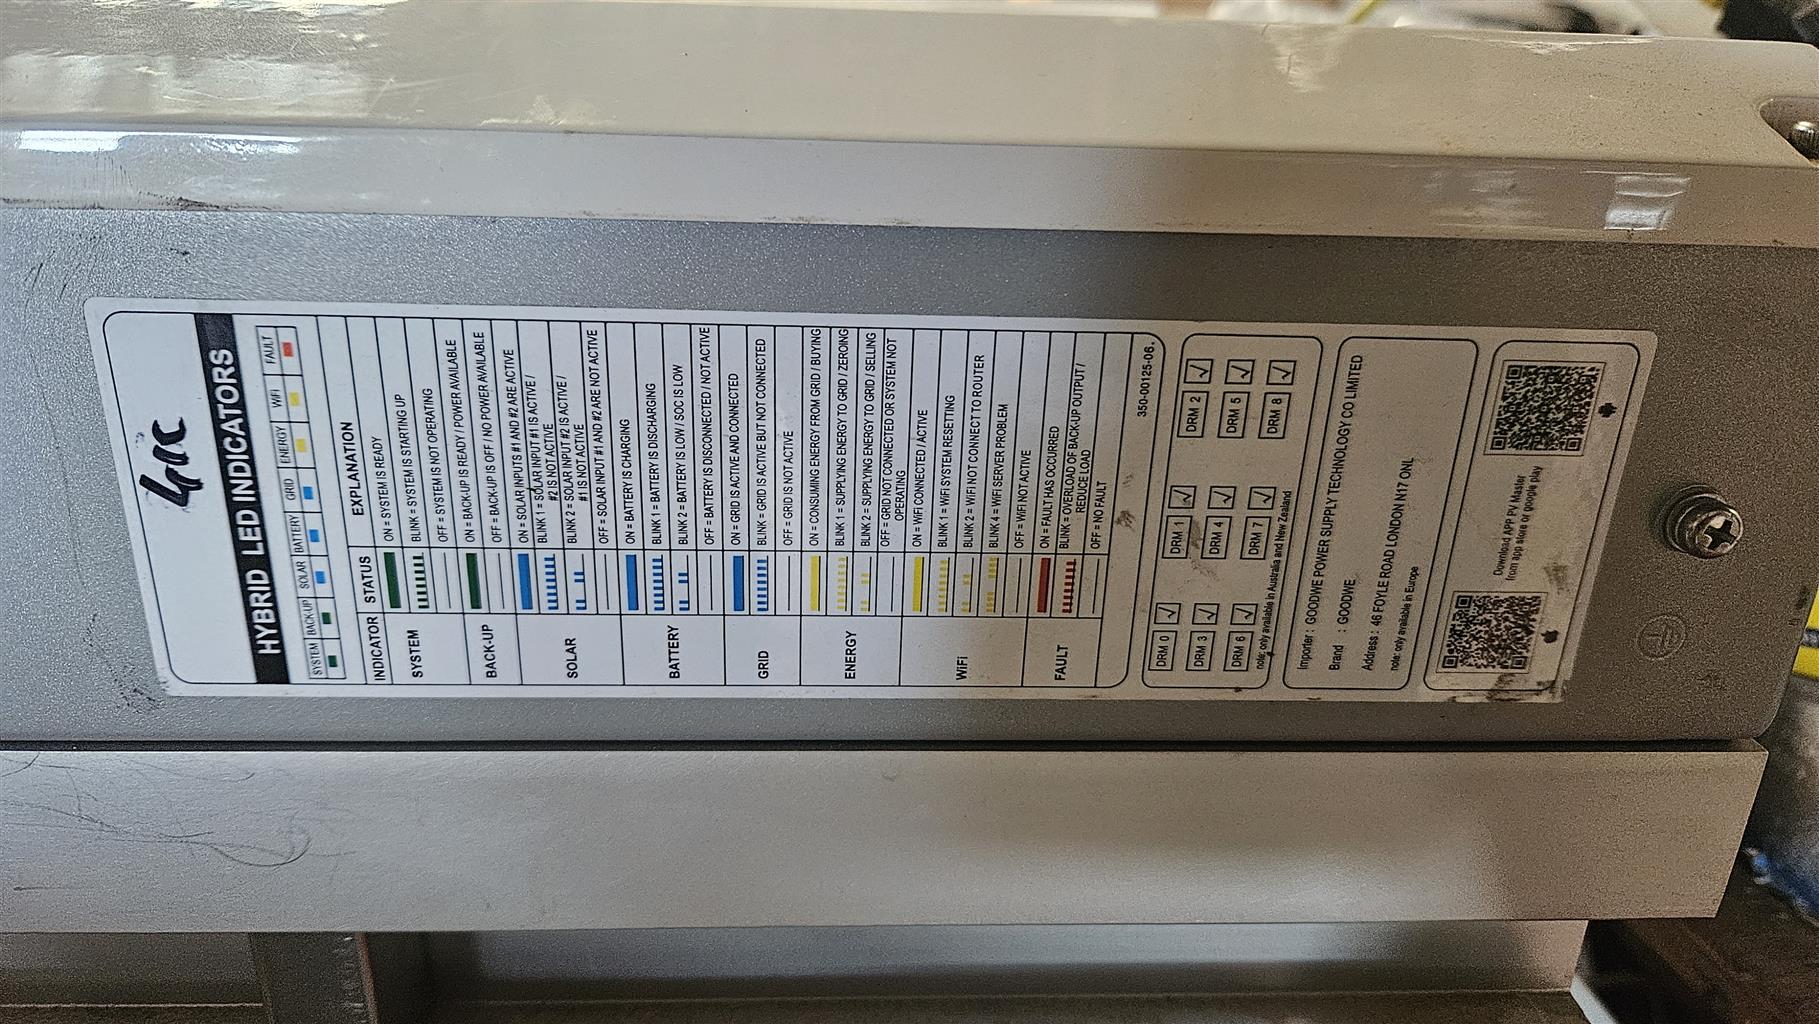 HYBRID LED INDICATORS
SYSTEM BACK-UP SOLAR BATTERY GRID ENERGY WiFi FAULT
INDICATOR STATUS EXPLANATION
SYSTEM
ON = SYSTEM IS READY
BLINK = SYSTEM IS STARTING UP
OFF = SYSTEM IS NOT OPERATING
BACK-UP
ON = BACK-UP IS READY / POWER AVAILABLE
OFF = BACK-UP IS OFF / NO POWER AVAILABLE
SOLAR
ON = SOLAR INPUTS #1 AND #2 ARE ACTIVE
BLINK 1 = SOLAR INPUT #1 IS ACTIVE /
#2 IS NOT ACTIVE
BLINK 2 = SOLAR INPUT #2 IS ACTIVE /
#1 IS NOT ACTIVE
OFF = SOLAR INPUT #1 AND #2 ARE NOT ACTIVE
BATTERY
ON = BATTERY IS CHARGING
BLINK 1 = BATTERY IS DISCHARGING
BLINK 2 = BATTERY IS LOW / SOC IS LOW
OFF = BATTERY IS DISCONNECTED / NOT ACTIVE
GRID
ON = GRID IS ACTIVE AND CONNECTED
BLINK = GRID IS ACTIVE BUT NOT CONNECTED
OFF = GRID IS NOT ACTIVE
ENERGY
ON = CONSUMING ENERGY FROM GRID / BUYING
BLINK 1 = SUPPLYING ENERGY TO GRID / ZEROING
BLINK 2 = SUPPLYING ENERGY TO GRID / SELLING
OFF = GRID NOT CONNECTED OR SYSTEM NOT
OPERATING
WiFi
ON = WIFI CONNECTED / ACTIVE
BLINK 1 = WIFI SYSTEM RESETTING
BLINK 2 = WIFI NOT CONNECT TO ROUTER
BLINK 4 = WIFI SERVER PROBLEM
OFF = WIFI NOT ACTIVE
FAULT
ON = FAULT HAS OCCURRED
BLINK = OVERLOAD OF BACK-UP OUTPUT /
REDUCE LOAD
OFF = NO FAULT
350-00125-06
DRM 0 ✓ DRM 1 ✓ DRM 2 ✓
DRM 3 ✓ DRM 4 ✓ DRM 5 ✓
DRM 6 ✓ DRM 7 ✓ DRM 8 ✓
note: only available in Australia and New Zealand
Importer : GOODWE POWER SUPPLY TECHNOLOGY CO LIMITED
Brand : GOODWE
Address : 46 FOYLE ROAD LONDON N17 0NL
note: only available in Europe
Download APP PV Master
from app store or google play